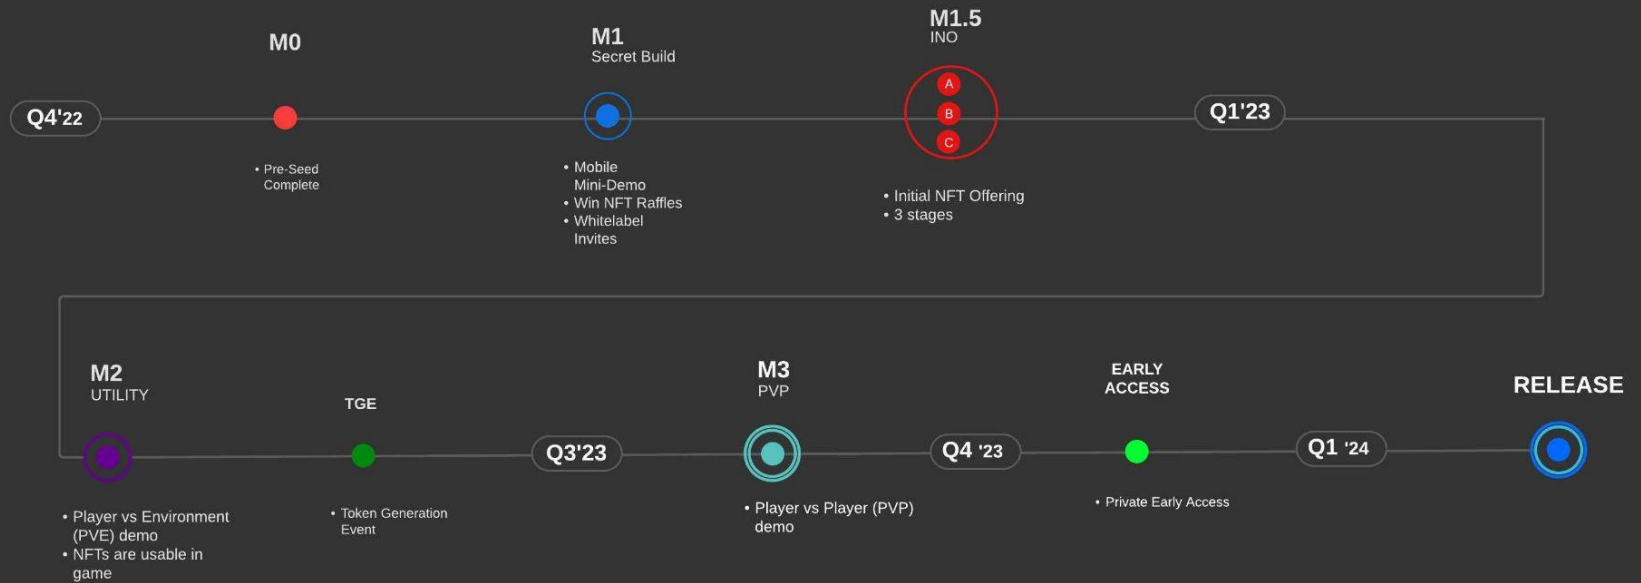 M0
M1
Secret Build
M1.5
INO
Q4'22
A
B
C
Q1'23
• Pre-Seed
Complete
• Mobile
Mini-Demo
• Win NFT Raffles
• Whitelabel
Invites
• Initial NFT Offering
• 3 stages
M2
UTILITY
TGE
M3
PVP
EARLY
ACCESS
RELEASE
Q3'23
Q4 '23
Q1 '24
• Player vs Environment
(PVE) demo
• NFTs are usable in
game
• Token Generation
Event
• Player vs Player (PVP)
demo
• Private Early Access